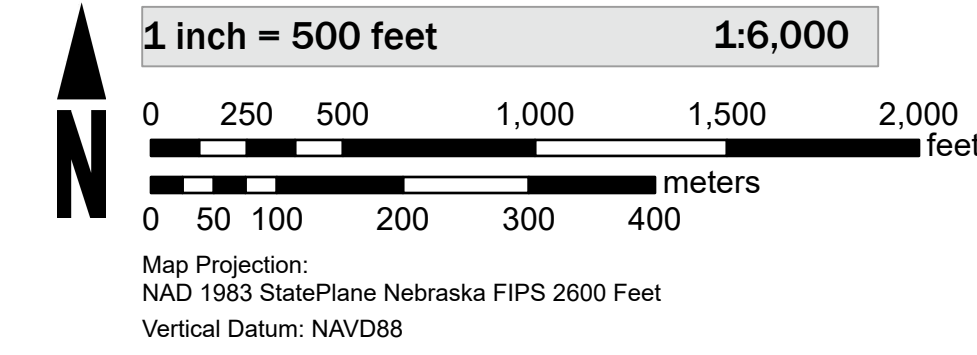 1 inch = 500 feet 1:6,000
0 250 500 1,000 1,500 2,000
feet
N
meters
0 50 100 200 300 400
Map Projection:
NAD 1983 StatePlane Nebraska FIPS 2600 Feet
Vertical Datum: NAVD88